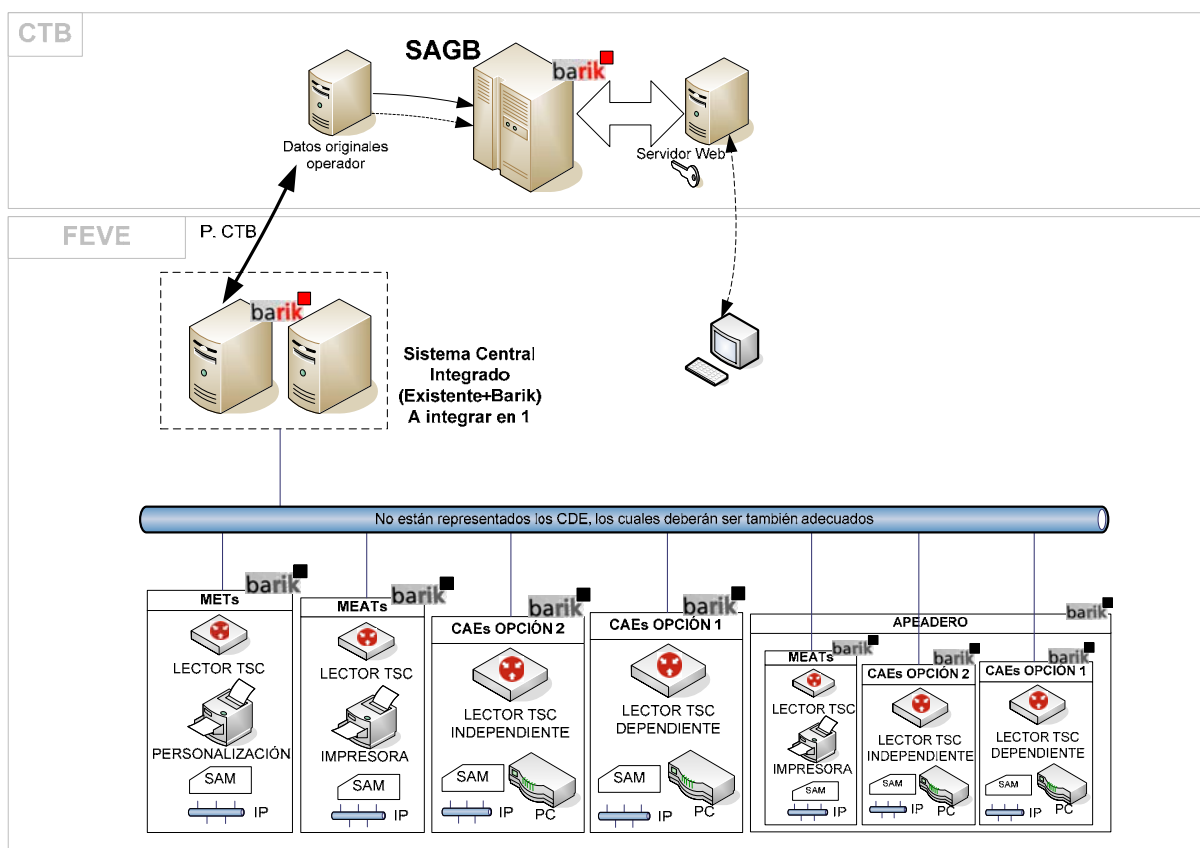 CTB
SAGB
barik
Datos originales
operador
Servidor Web
FEVE
P. CTB
barik
Sistema Central
Integrado
(Existente+Barik)
A integrar en 1
No están representados los CDE, los cuales deberán ser también adecuados
barik
METs
LECTOR TSC
PERSONALIZACIÓN
SAM
IP
barik
MEATs
LECTOR TSC
IMPRESORA
SAM
IP
barik
CAEs OPCIÓN 2
LECTOR TSC
INDEPENDIENTE
SAM
IP
PC
barik
CAEs OPCIÓN 1
LECTOR TSC
DEPENDIENTE
SAM
IP
PC
barik
APEADERO
barik
MEATs
LECTOR TSC
IMPRESORA
SAM
IP
barik
CAEs OPCIÓN 2
LECTOR TSC
INDEPENDIENTE
SAM
IP
PC
barik
CAEs OPCIÓN 1
LECTOR TSC
DEPENDIENTE
SAM
IP
PC